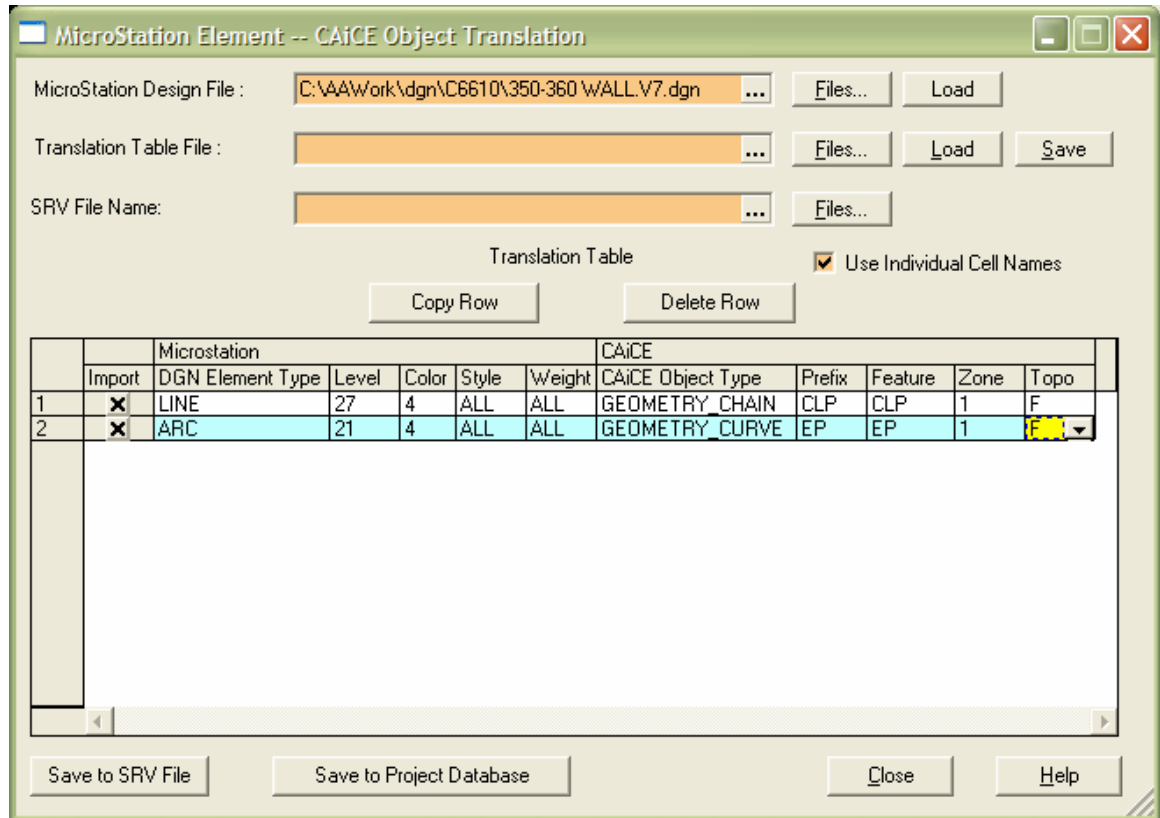 MicroStation Element -- CAiCE Object Translation
MicroStation Design File : C:\AAWork\dgn\C6610\350-360 WALL.V7.dgn ... Files... Load
Translation Table File : ... Files... Load Save
SRV File Name: ... Files...
Translation Table Use Individual Cell Names
Copy Row Delete Row
Microstation CAiCE
Import DGN Element Type Level Color Style Weight CAiCE Object Type Prefix Feature Zone Topo
1 LINE 27 4 ALL ALL GEOMETRY_CHAIN CLP CLP 1 F
2 ARC 21 4 ALL ALL GEOMETRY_CURVE EP EP 1 F
Save to SRV File Save to Project Database Close Help